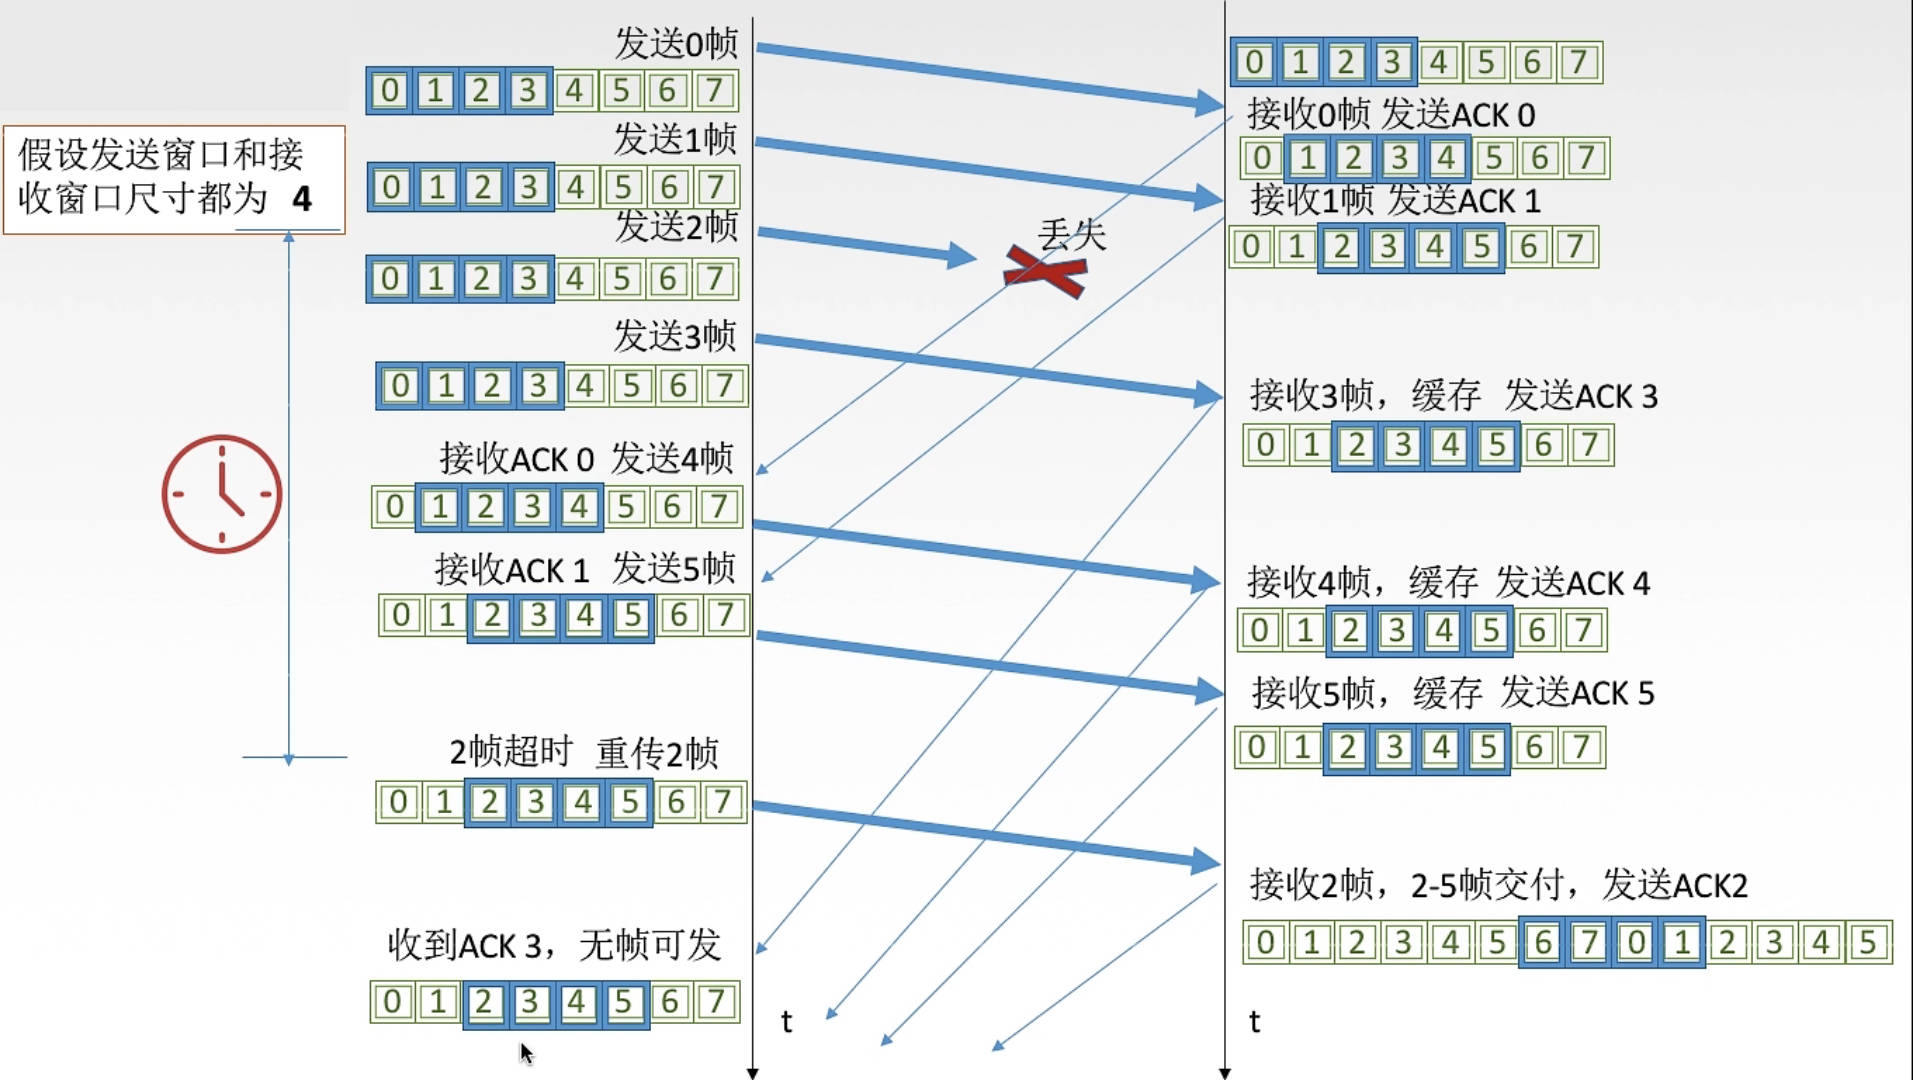 假设发送窗口和接
收窗口尺寸都为 4
发送0帧
0 1 2 3 4 5 6 7
发送1帧
0 1 2 3 4 5 6 7
发送2帧
0 1 2 3 4 5 6 7
发送3帧
0 1 2 3 4 5 6 7
接收ACK 0 发送4帧
0 1 2 3 4 5 6 7
接收ACK 1 发送5帧
0 1 2 3 4 5 6 7
2帧超时 重传2帧
0 1 2 3 4 5 6 7
收到ACK 3，无帧可发
0 1 2 3 4 5 6 7
丢失
t
0 1 2 3 4 5 6 7
接收0帧 发送ACK 0
0 1 2 3 4 5 6 7
接收1帧 发送ACK 1
0 1 2 3 4 5 6 7
接收3帧，缓存 发送ACK 3
0 1 2 3 4 5 6 7
接收4帧，缓存 发送ACK 4
0 1 2 3 4 5 6 7
接收5帧，缓存 发送ACK 5
0 1 2 3 4 5 6 7
接收2帧，2-5帧交付，发送ACK2
0 1 2 3 4 5 6 7 0 1 2 3 4 5
t